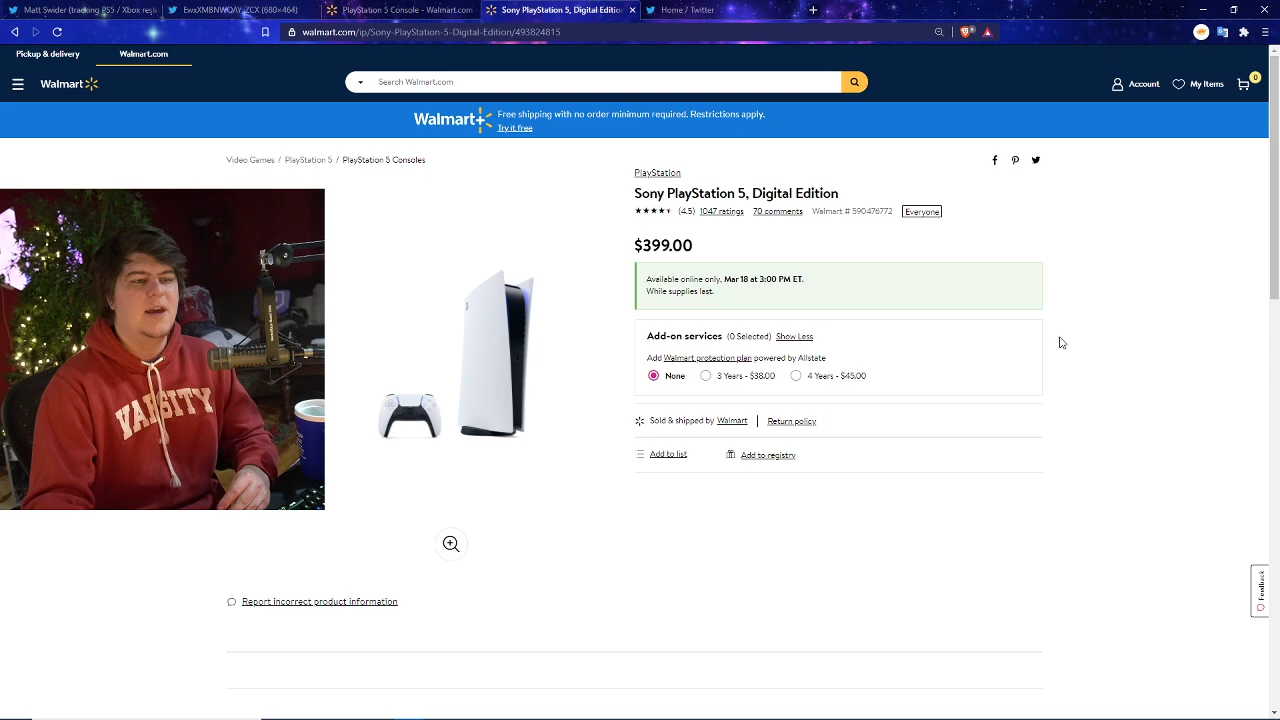 Matt Swider (tracking PS5 / Xbox rest
EwxXMBNWQAY_ZCX (680×464)
PlayStation 5 Console - Walmart.com
Sony PlayStation 5, Digital Edition
Home / Twitter
walmart.com/ip/Sony-PlayStation-5-Digital-Edition/493824815
Pickup & delivery
Walmart.com
Walmart
Search Walmart.com
Account
My Items
0
Walmart+
Free shipping with no order minimum required. Restrictions apply.
Try it free
Video Games / PlayStation 5 / PlayStation 5 Consoles
PlayStation
Sony PlayStation 5, Digital Edition
(4.5) 1047 ratings 70 comments Walmart # 590476772 Everyone
$399.00
Available online only, Mar 18 at 3:00 PM ET.
While supplies last.
Add-on services (0 Selected) Show Less
Add Walmart protection plan powered by Allstate
None 3 Years - $38.00 4 Years - $45.00
Sold & shipped by Walmart | Return policy
Add to list Add to registry
VARSITY
Report incorrect product information
Feedback